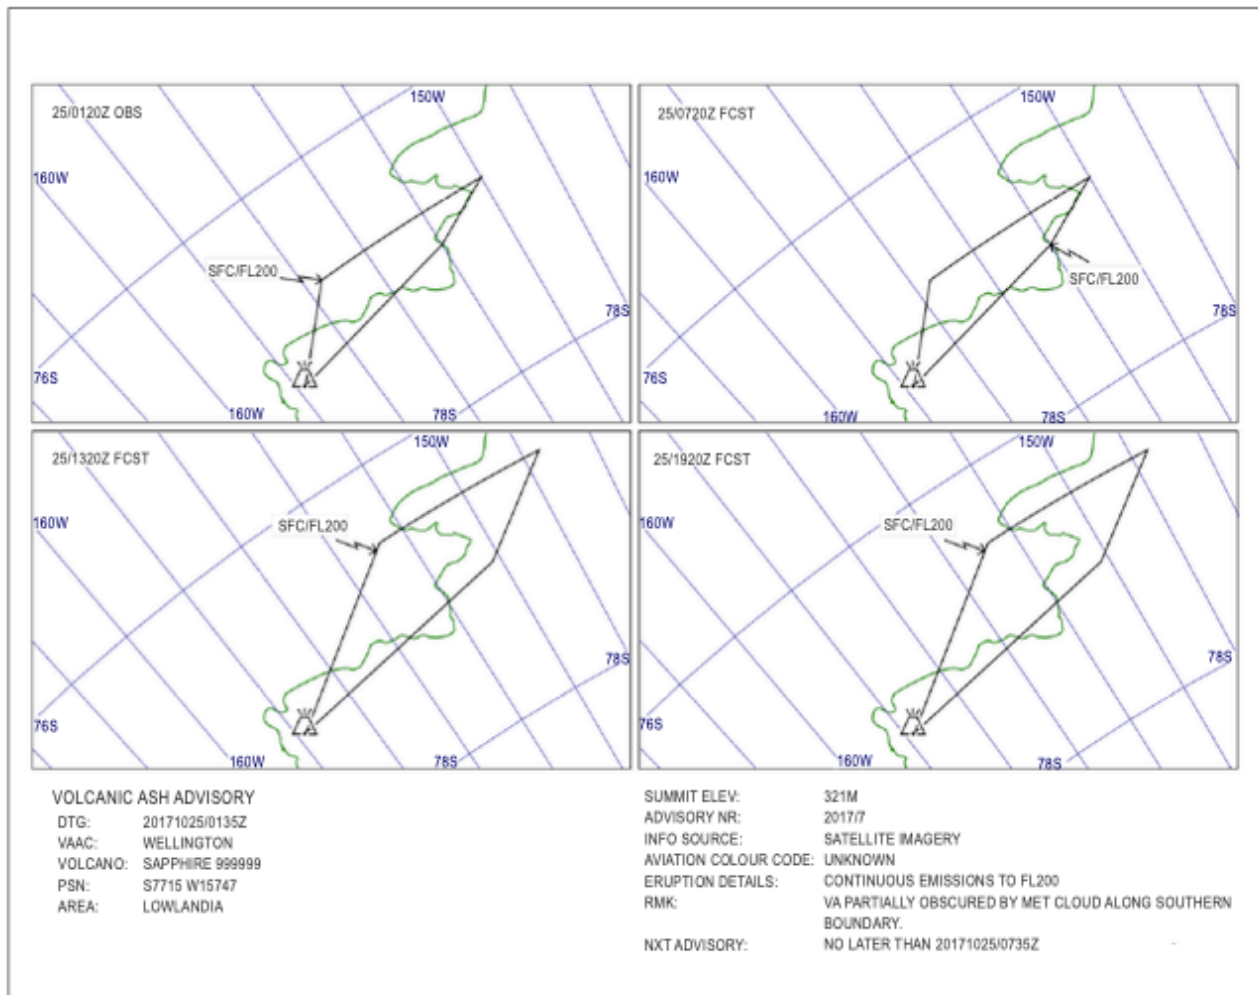 25/0120Z OBS
150W
160W
SFC/FL200
78S
76S
160W
78S
25/0720Z FCST
150W
160W
SFC/FL200
78S
76S
160W
78S
25/1320Z FCST
150W
160W
SFC/FL200
78S
76S
160W
78S
25/1920Z FCST
150W
160W
SFC/FL200
78S
76S
160W
78S
VOLCANIC ASH ADVISORY
DTG: 20171025/0135Z
VAAC: WELLINGTON
VOLCANO: SAPPHIRE 999999
PSN: S7715 W15747
AREA: LOWLANDIA
SUMMIT ELEV: 321M
ADVISORY NR: 2017/7
INFO SOURCE: SATELLITE IMAGERY
AVIATION COLOUR CODE: UNKNOWN
ERUPTION DETAILS: CONTINUOUS EMISSIONS TO FL200
RMK: VA PARTIALLY OBSCURED BY MET CLOUD ALONG SOUTHERN
BOUNDARY.
NXT ADVISORY: NO LATER THAN 20171025/0735Z